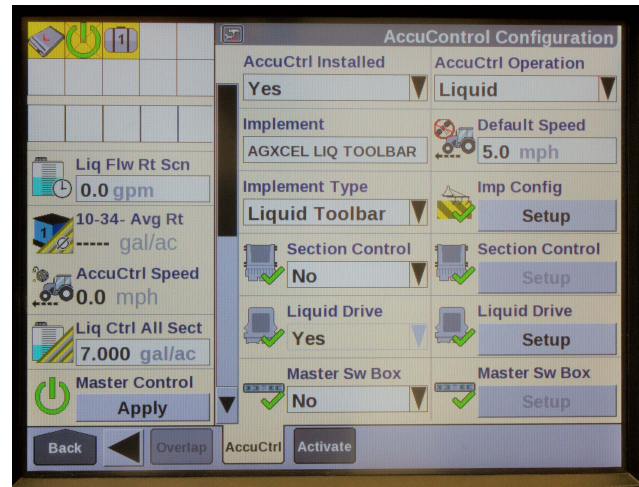 AccuControl Configuration
1
AccuCtrl Installed
Yes
AccuCtrl Operation
Liquid
Implement
AGXCEL LIQ TOOLBAR
Default Speed
5.0 mph
Implement Type
Liquid Toolbar
Imp Config
Setup
Section Control
No
Section Control
Setup
Liquid Drive
Yes
Liquid Drive
Setup
Master Sw Box
No
Master Sw Box
Setup
Liq Flw Rt Scn
0.0 gpm
1
10-34- Avg Rt
----- gal/ac
AccuCtrl Speed
0.0 mph
Liq Ctrl All Sect
7.000 gal/ac
Master Control
Apply
Back
Overlap
AccuCtrl
Activate